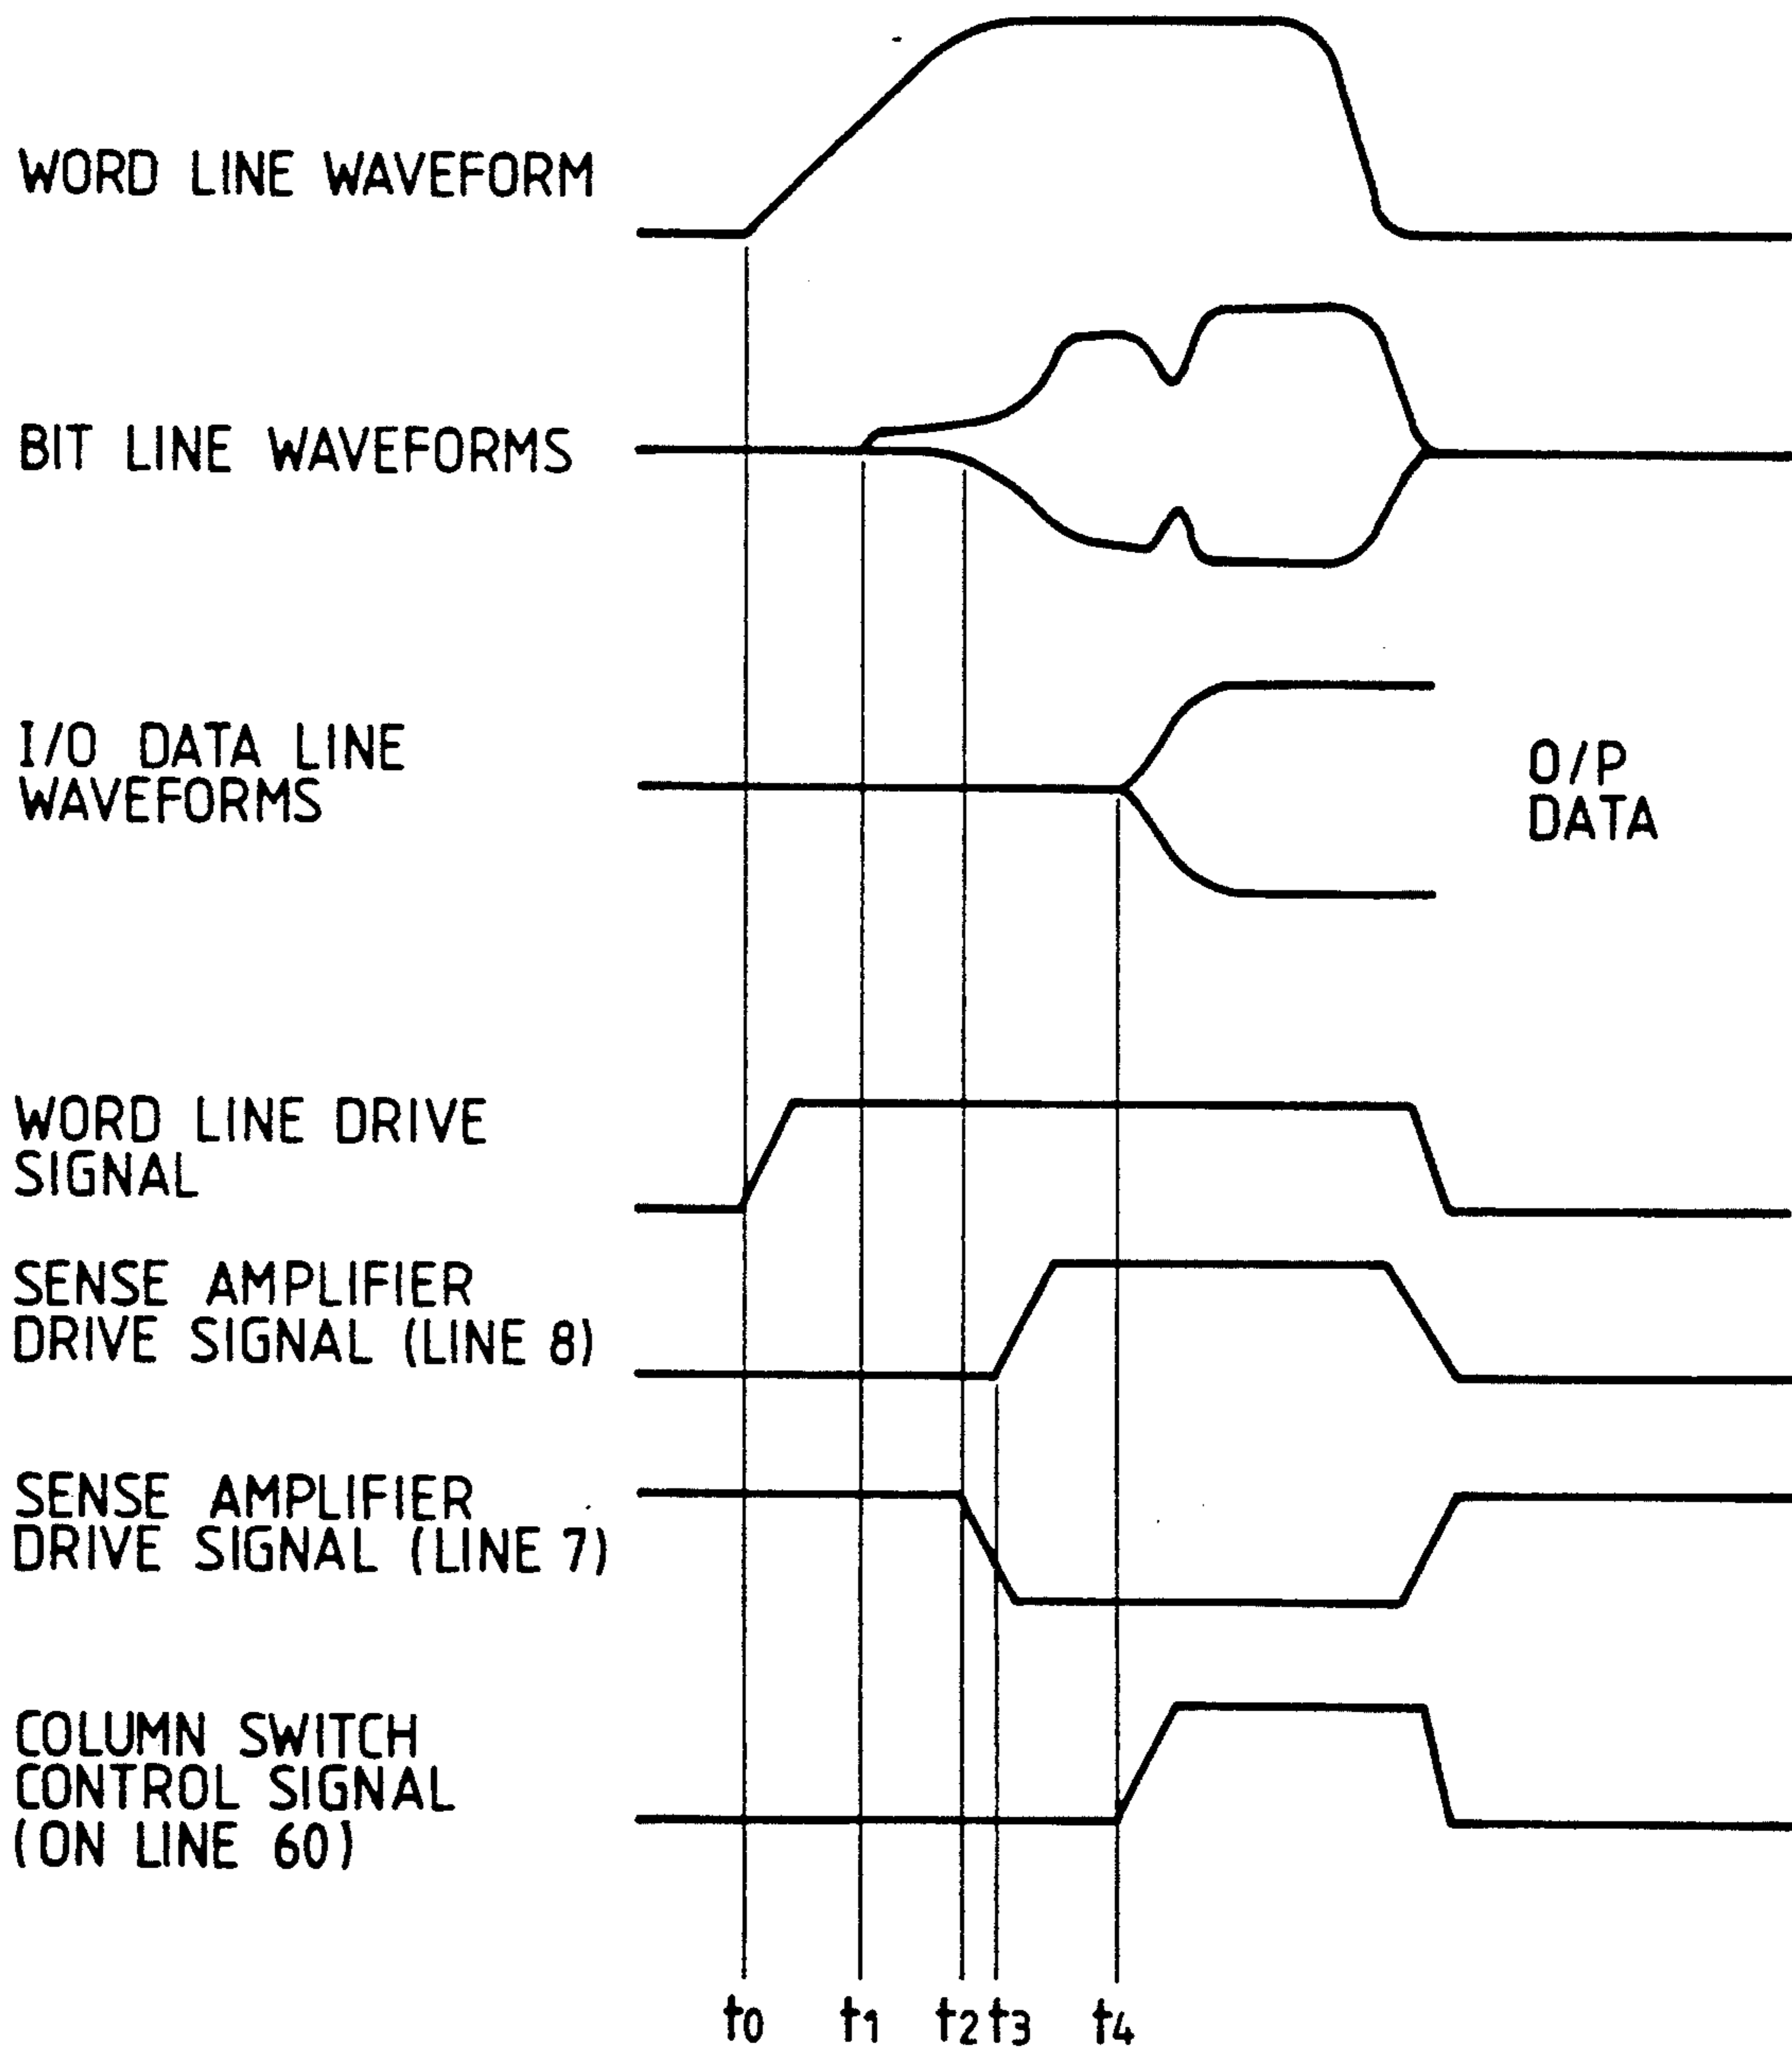 WORD LINE WAVEFORM
BIT LINE WAVEFORMS
I/O DATA LINE
WAVEFORMS
O/P
DATA
WORD LINE DRIVE
SIGNAL
SENSE AMPLIFIER
DRIVE SIGNAL (LINE 8)
SENSE AMPLIFIER
DRIVE SIGNAL (LINE 7)
COLUMN SWITCH
CONTROL SIGNAL
(ON LINE 60)
t0 t1 t2 t3 t4